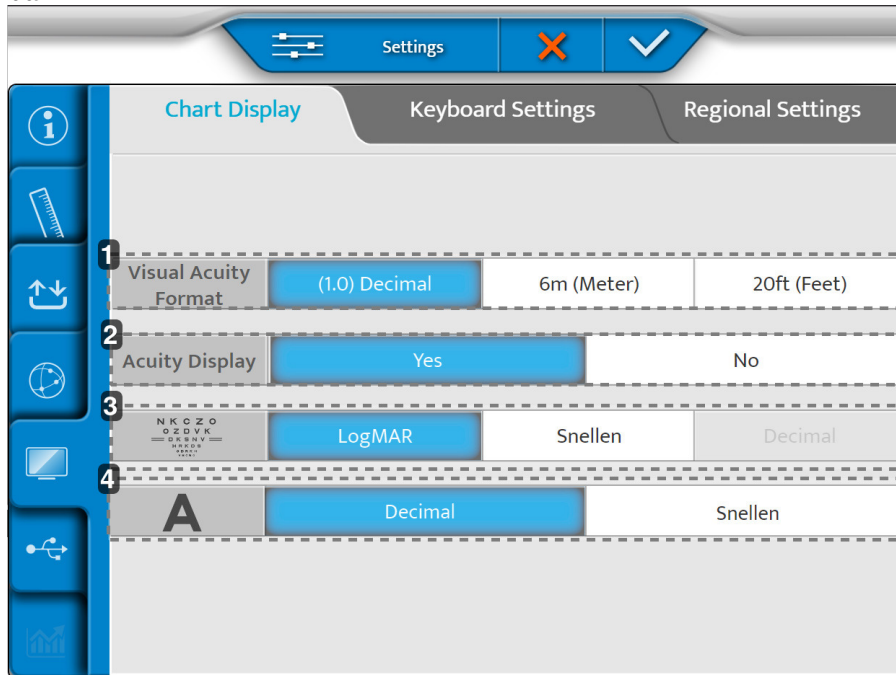 Settings
Chart Display Keyboard Settings Regional Settings
1
Visual Acuity Format (1.0) Decimal 6m (Meter) 20ft (Feet)
2
Acuity Display Yes No
3
N K C Z O
O Z D V K
D K S N V
LogMAR Snellen Decimal
4
A Decimal Snellen